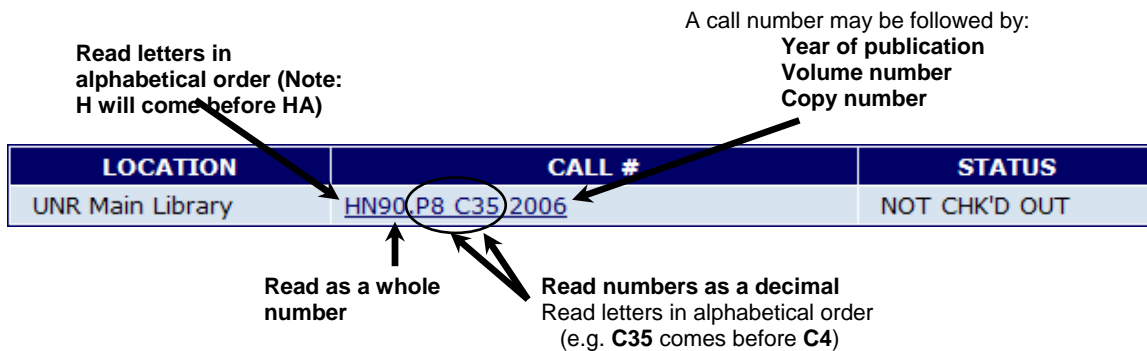 A call number may be followed by:
Year of publication
Volume number
Copy number
Read letters in
alphabetical order (Note:
H will come before HA)
LOCATION CALL # STATUS
UNR Main Library HN90.P8 C35 2006 NOT CHK'D OUT
Read as a whole
number
Read numbers as a decimal
Read letters in alphabetical order
(e.g. C35 comes before C4)